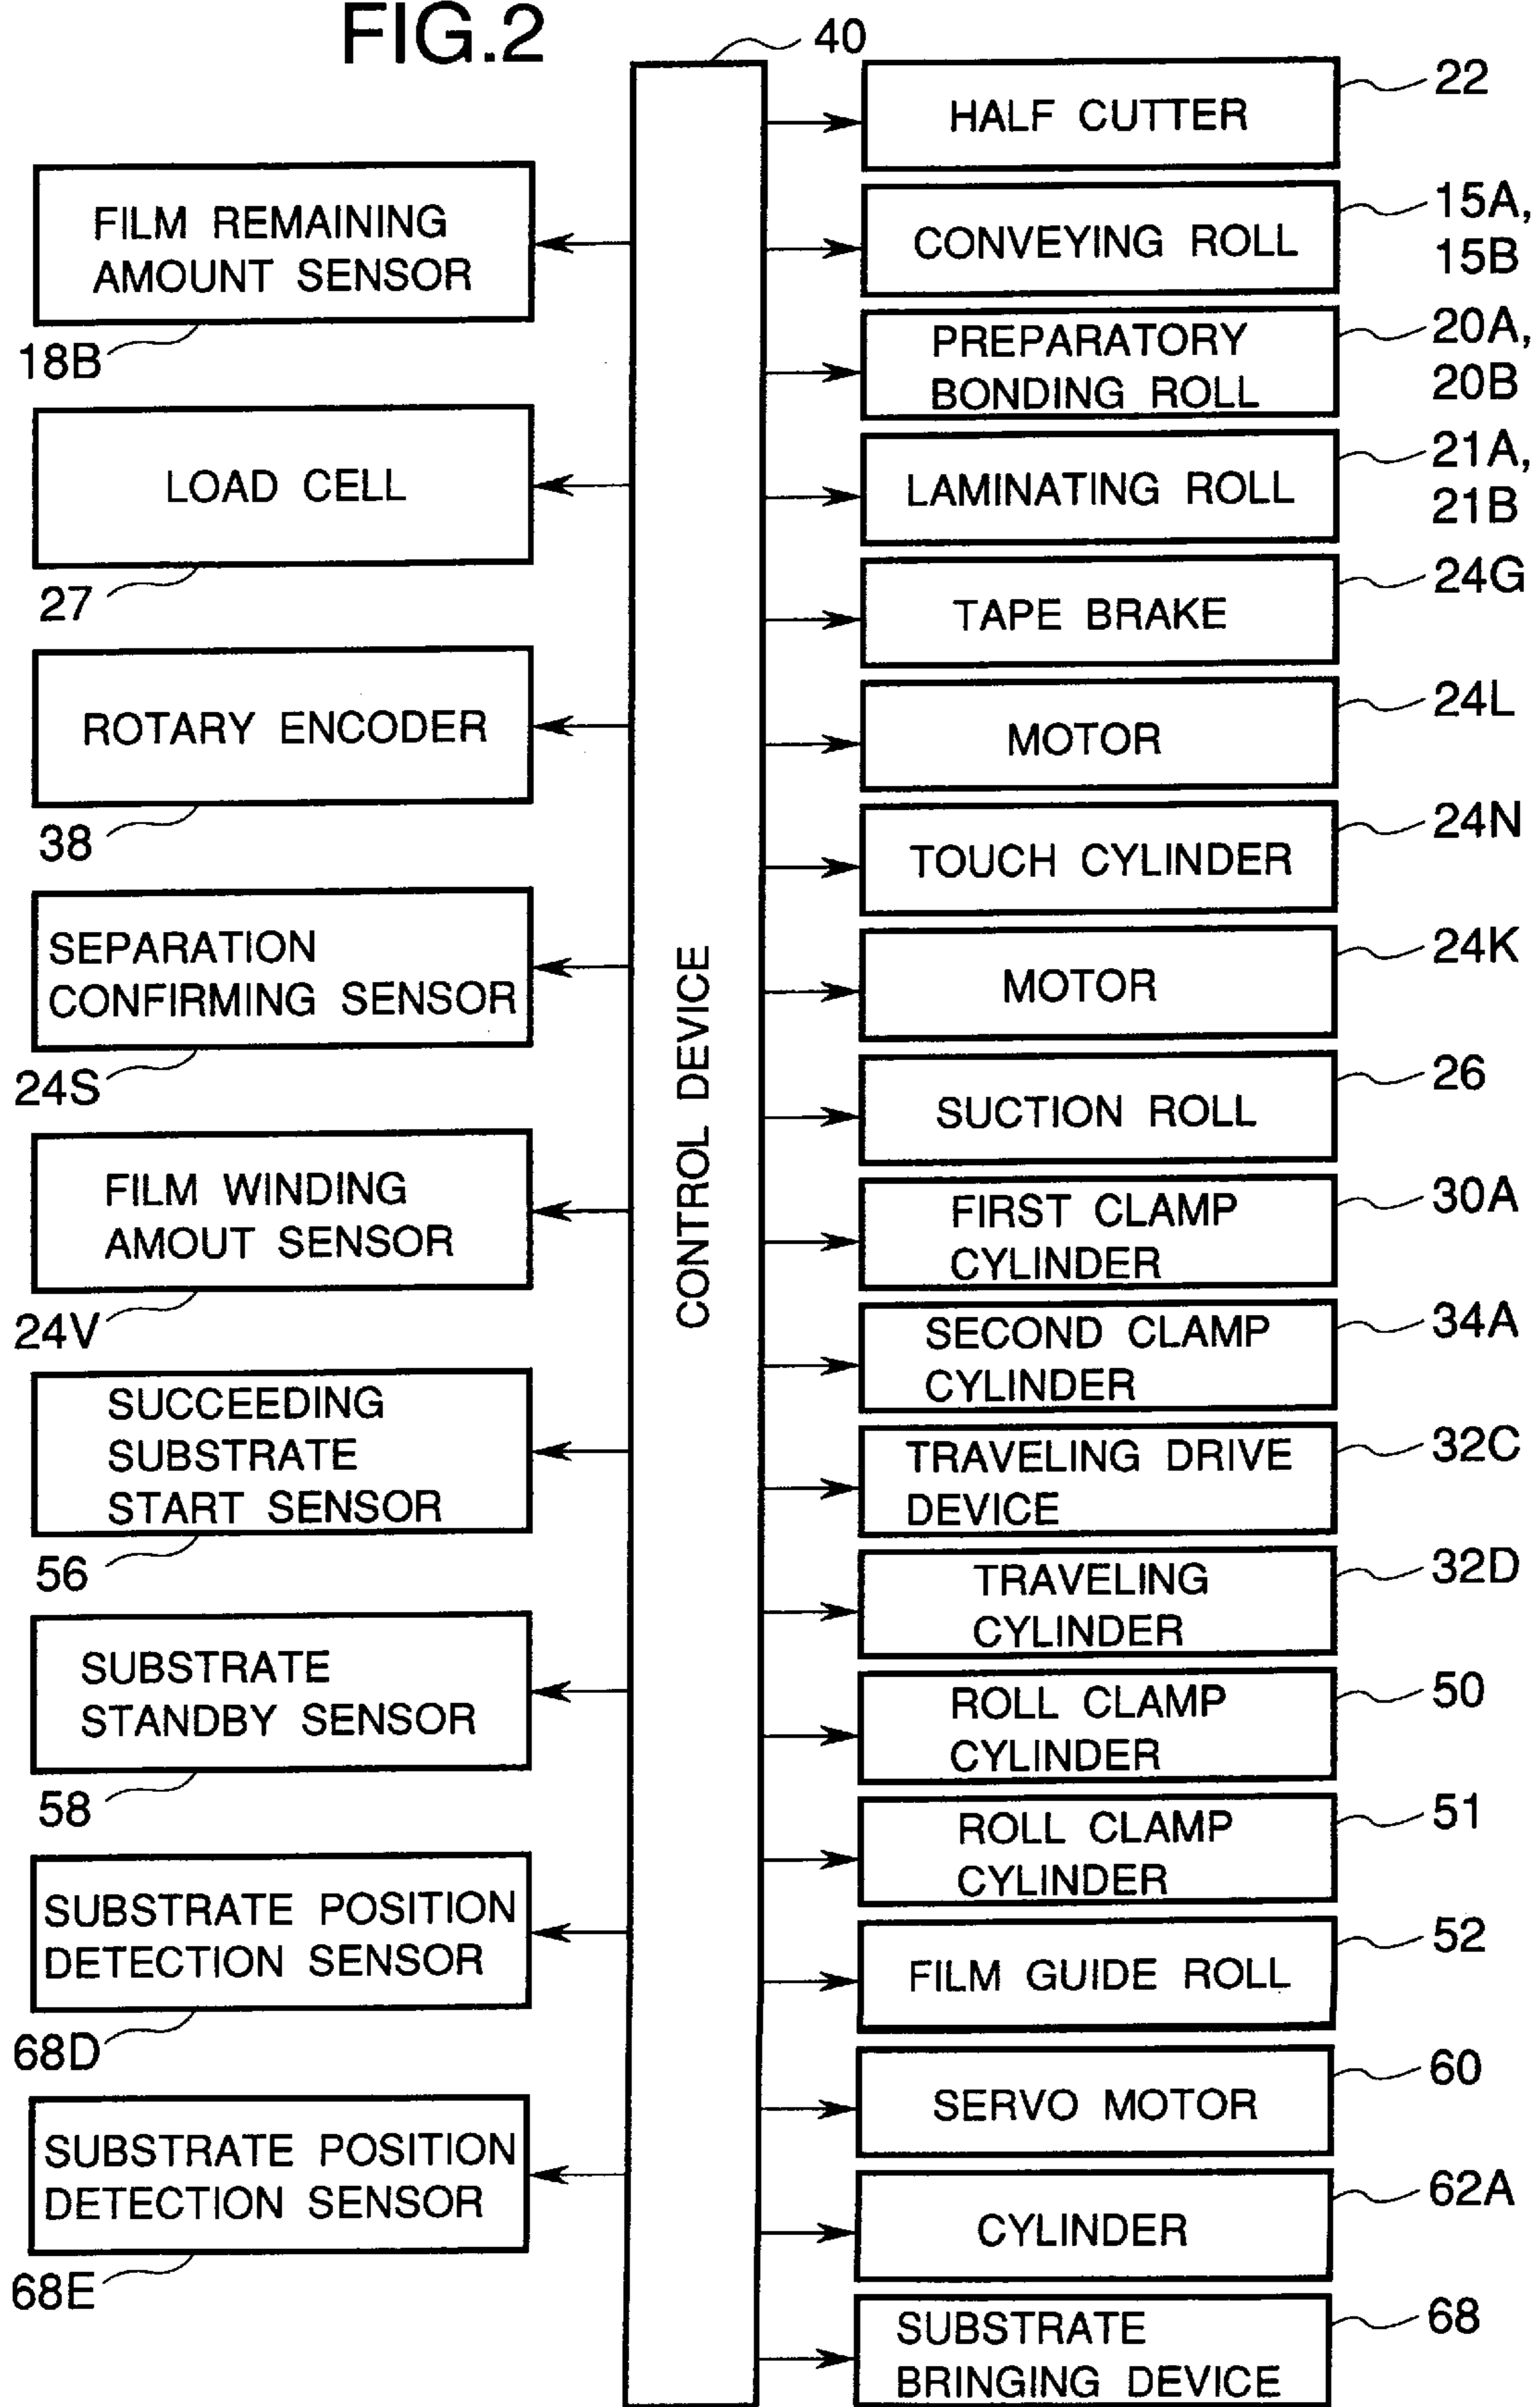 FIG.2
40
FILM REMAINING
AMOUNT SENSOR
18B
LOAD CELL
27
ROTARY ENCODER
38
SEPARATION
CONFIRMING SENSOR
24S
FILM WINDING
AMOUT SENSOR
24V
SUCCEEDING
SUBSTRATE
START SENSOR
56
SUBSTRATE
STANDBY SENSOR
58
SUBSTRATE POSITION
DETECTION SENSOR
68D
SUBSTRATE POSITION
DETECTION SENSOR
68E
CONTROL DEVICE
HALF CUTTER
22
CONVEYING ROLL
15A,
15B
PREPARATORY
BONDING ROLL
20A,
20B
LAMINATING ROLL
21A,
21B
TAPE BRAKE
24G
MOTOR
24L
TOUCH CYLINDER
24N
MOTOR
24K
SUCTION ROLL
26
FIRST CLAMP
CYLINDER
30A
SECOND CLAMP
CYLINDER
34A
TRAVELING DRIVE
DEVICE
32C
TRAVELING
CYLINDER
32D
ROLL CLAMP
CYLINDER
50
ROLL CLAMP
CYLINDER
51
FILM GUIDE ROLL
52
SERVO MOTOR
60
CYLINDER
62A
SUBSTRATE
BRINGING DEVICE
68